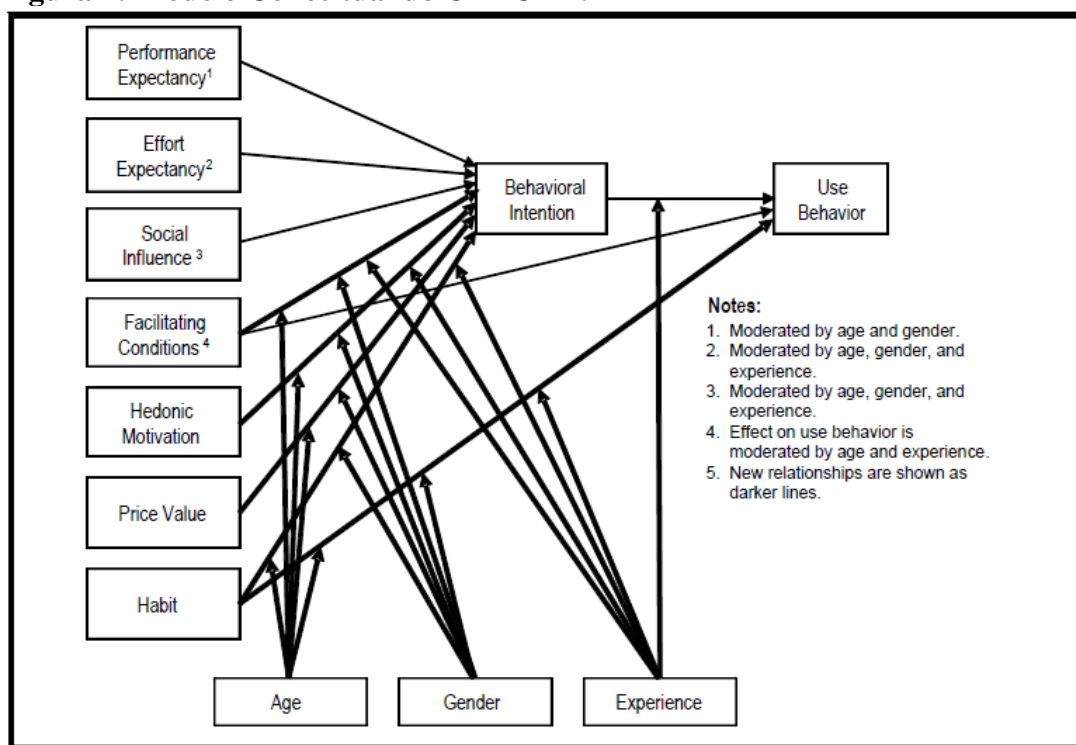 Performance
Expectancy1
Effort
Expectancy2
Social
Influence 3
Facilitating
Conditions 4
Hedonic
Motivation
Price Value
Habit
Behavioral
Intention
Use
Behavior
Notes:
1. Moderated by age and gender.
2. Moderated by age, gender, and
experience.
3. Moderated by age, gender, and
experience.
4. Effect on use behavior is
moderated by age and experience.
5. New relationships are shown as
darker lines.
Age
Gender
Experience